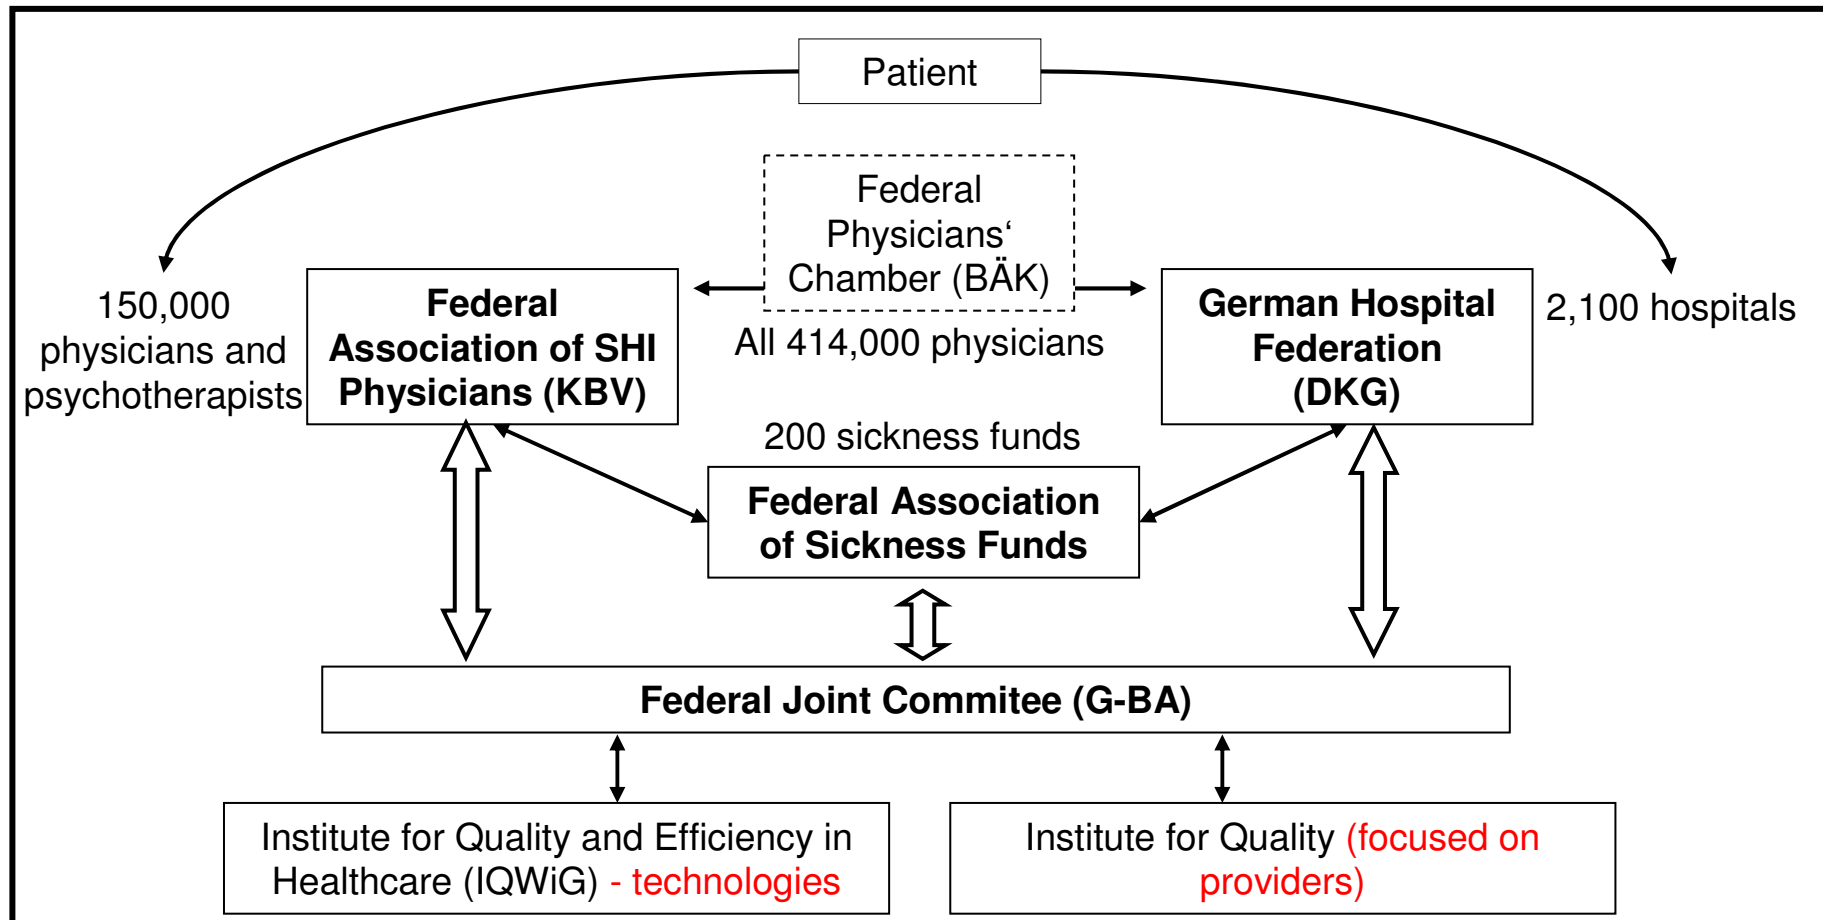 Patient
Federal
Physicians‘
Chamber (BÄK)
All 414,000 physicians
150,000
physicians and
psychotherapists
Federal
Association of SHI
Physicians (KBV)
German Hospital
Federation
(DKG)
2,100 hospitals
200 sickness funds
Federal Association
of Sickness Funds
Federal Joint Commitee (G-BA)
Institute for Quality and Efficiency in
Healthcare (IQWiG) - technologies
Institute for Quality (focused on
providers)